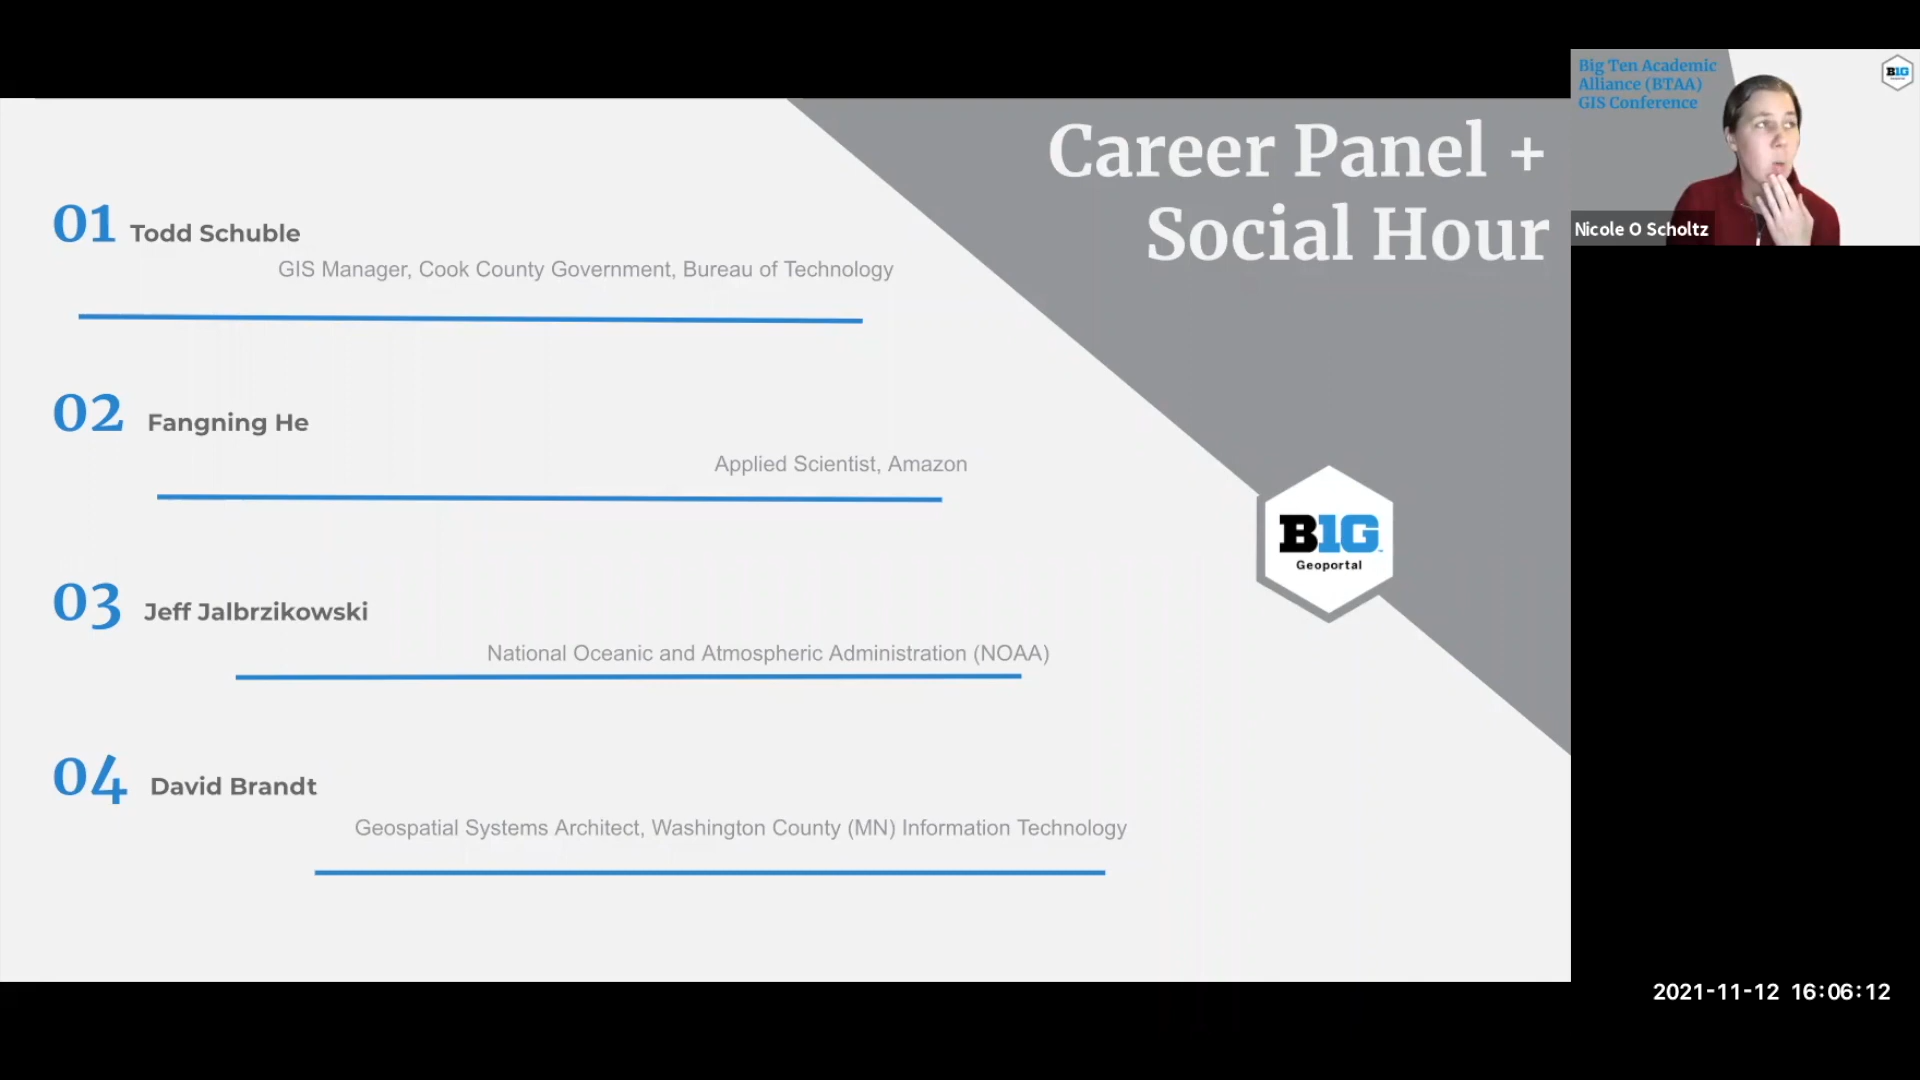 Career Panel +
Social Hour
01 Todd Schuble
GIS Manager, Cook County Government, Bureau of Technology
02 Fangning He
Applied Scientist, Amazon
03 Jeff Jalbrzikowski
National Oceanic and Atmospheric Administration (NOAA)
04 David Brandt
Geospatial Systems Architect, Washington County (MN) Information Technology
B1G
Geoportal
Big Ten Academic
Alliance (BTAA)
GIS Conference
B1G
Nicole O Scholtz
2021-11-12 16:06:12